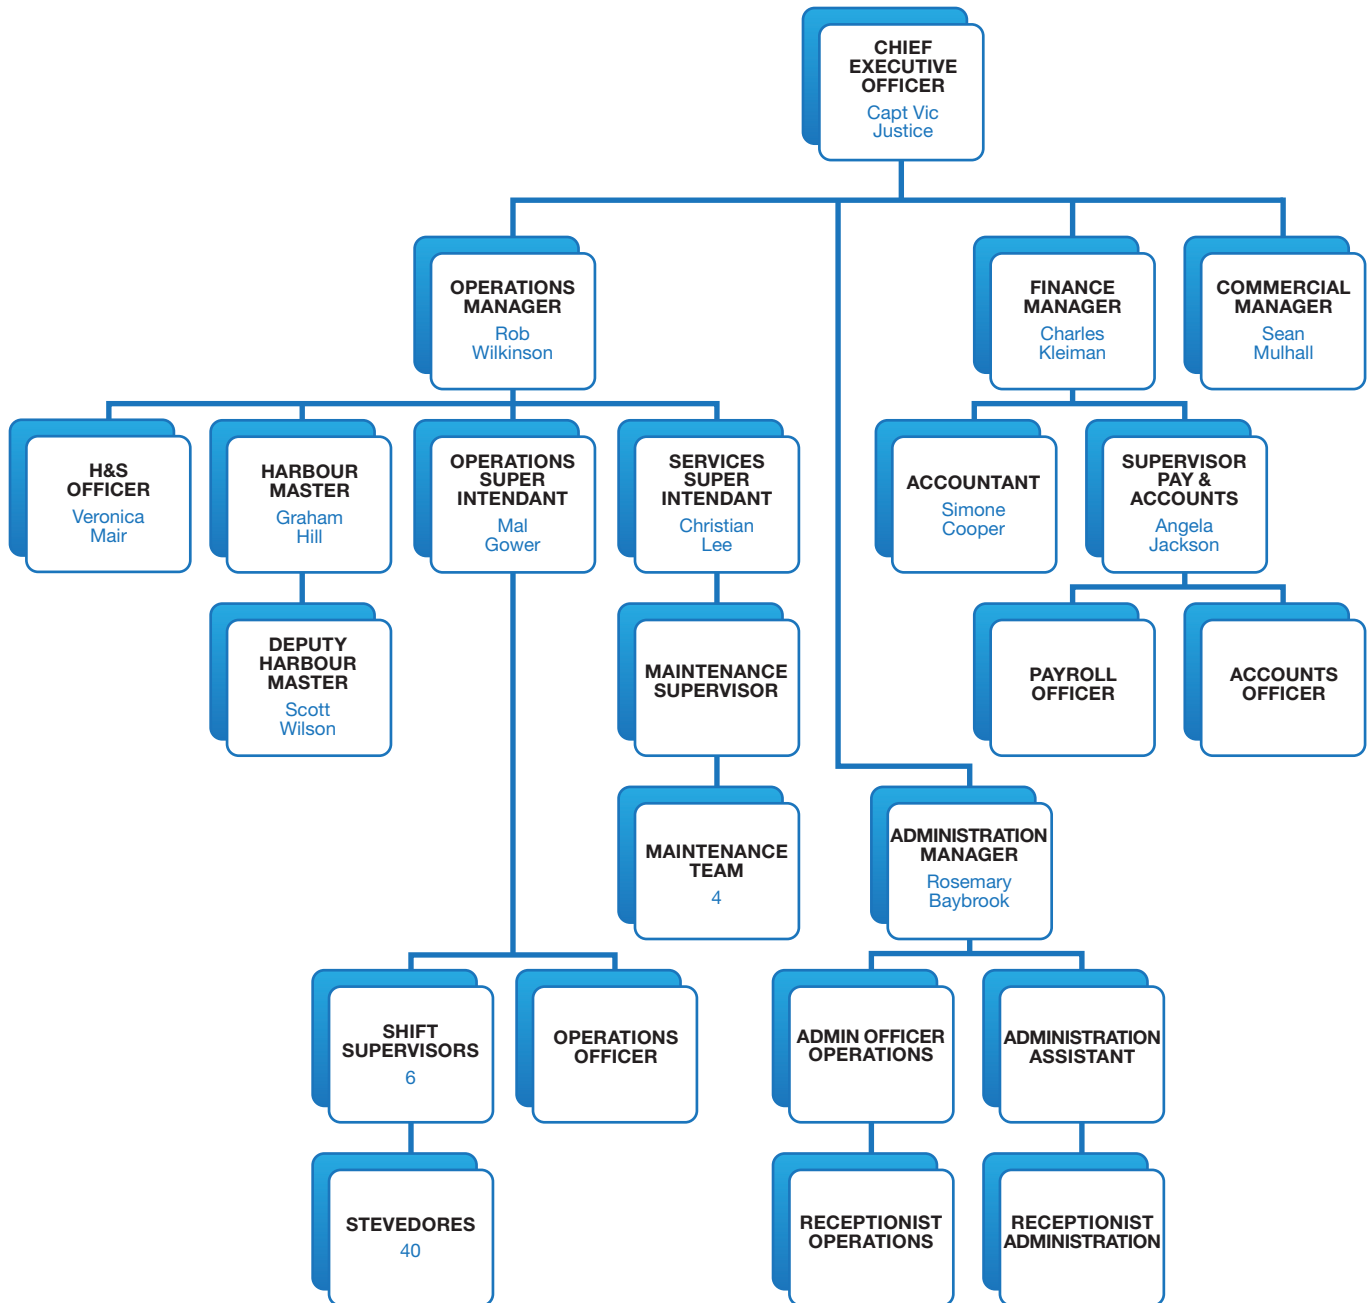 CHIEF
EXECUTIVE
OFFICER
Capt Vic
Justice
OPERATIONS
MANAGER
Rob
Wilkinson
FINANCE
MANAGER
Charles
Kleiman
COMMERCIAL
MANAGER
Sean
Mulhall
H&S
OFFICER
Veronica
Mair
HARBOUR
MASTER
Graham
Hill
OPERATIONS
SUPER
INTENDANT
Mal
Gower
SERVICES
SUPER
INTENDANT
Christian
Lee
ACCOUNTANT
Simone
Cooper
SUPERVISOR
PAY &
ACCOUNTS
Angela
Jackson
DEPUTY
HARBOUR
MASTER
Scott
Wilson
MAINTENANCE
SUPERVISOR
PAYROLL
OFFICER
ACCOUNTS
OFFICER
MAINTENANCE
TEAM
4
ADMINISTRATION
MANAGER
Rosemary
Baybrook
SHIFT
SUPERVISORS
6
OPERATIONS
OFFICER
ADMIN OFFICER
OPERATIONS
ADMINISTRATION
ASSISTANT
STEVEDORES
40
RECEPTIONIST
OPERATIONS
RECEPTIONIST
ADMINISTRATION